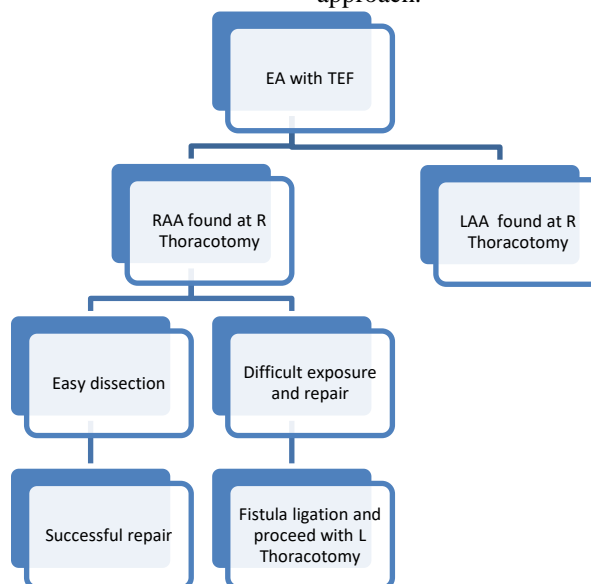 approach.
EA with TEF
RAA found at R
Thoracotomy
LAA found at R
Thoracotomy
Easy dissection
Difficult exposure
and repair
Successful repair
Fistula ligation and
proceed with L
Thoracotomy